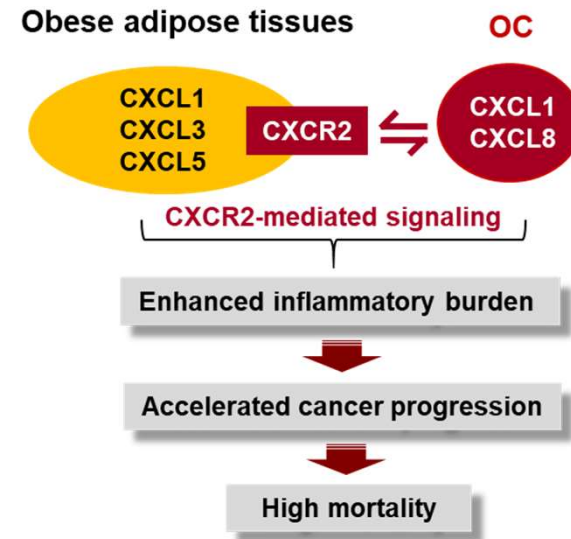 Obese adipose tissues
OC
CXCL1
CXCL3
CXCL5
CXCR2
CXCL1
CXCL8
CXCR2-mediated signaling
Enhanced inflammatory burden
Accelerated cancer progression
High mortality